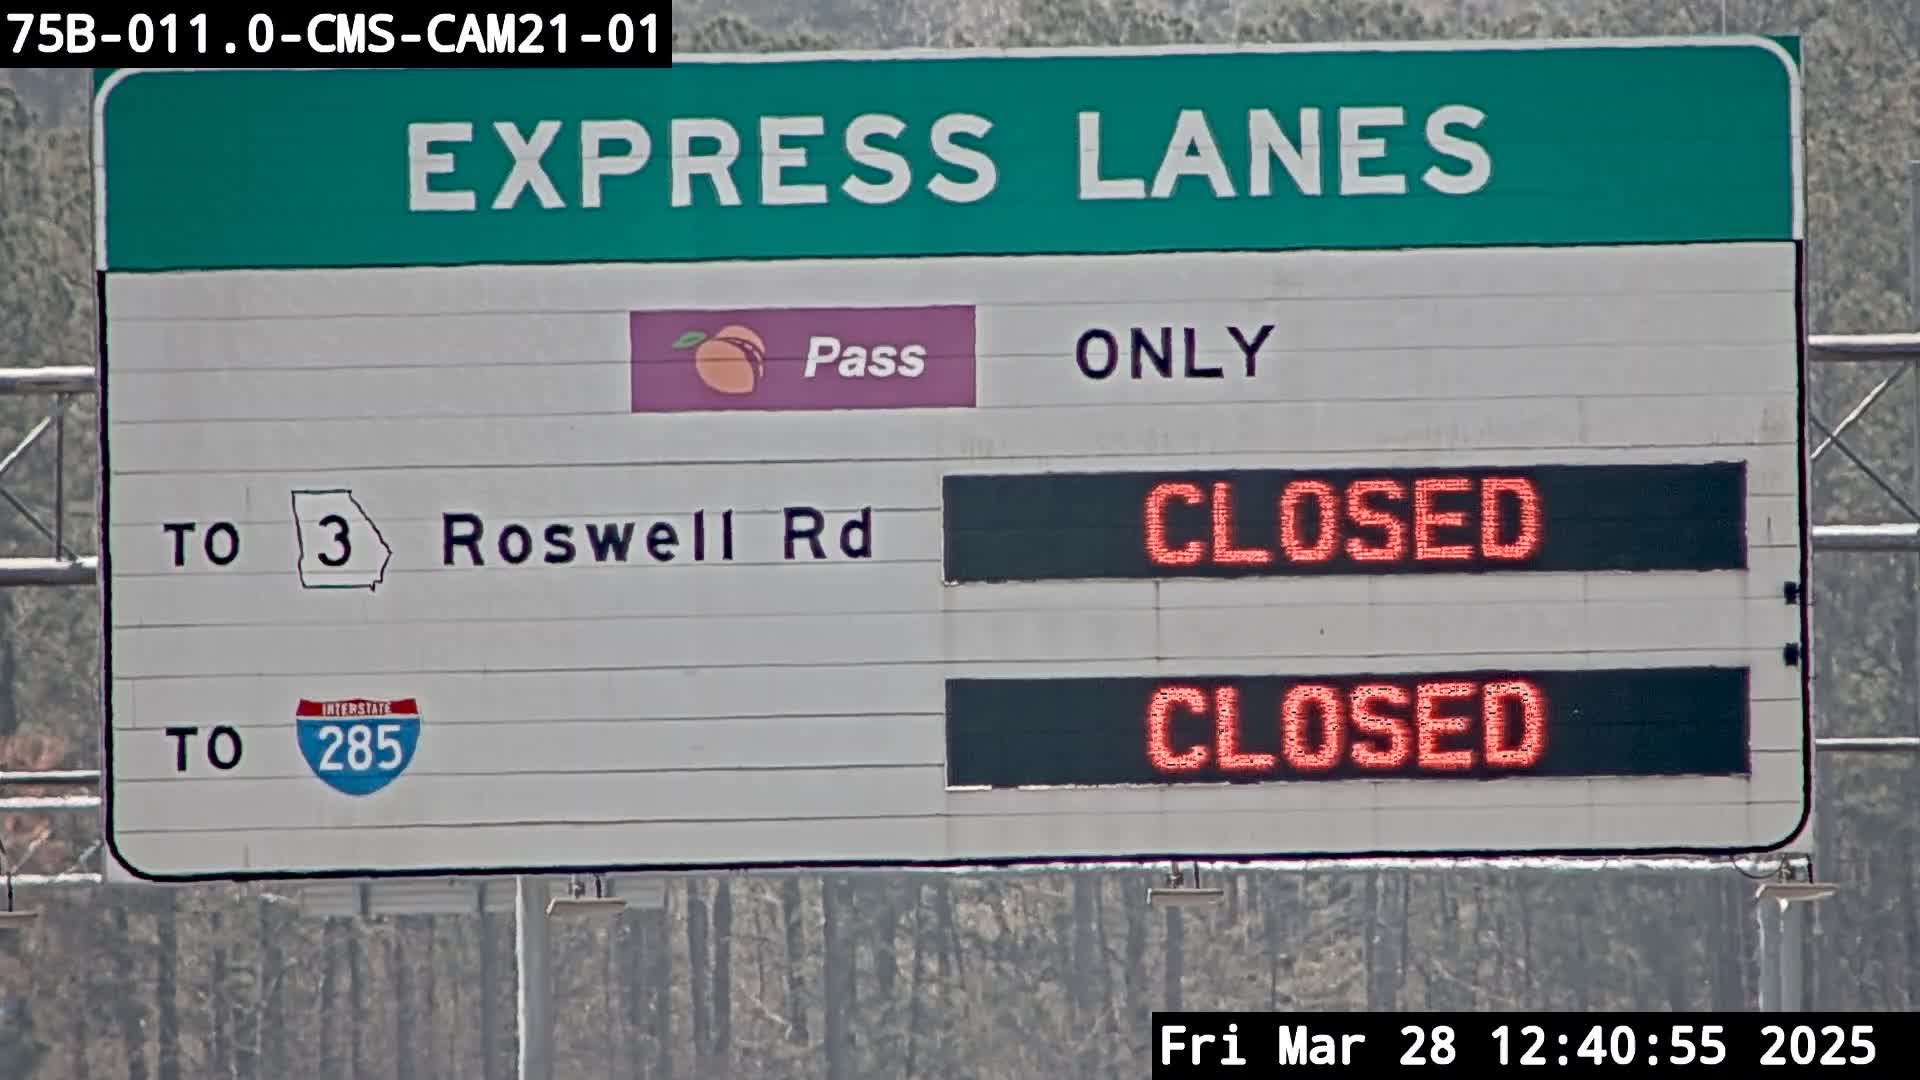 75B-011.0-CMS-CAM21-01
EXPRESS LANES
Pass ONLY
TO 3 Roswell Rd CLOSED
TO INTERSTATE 285 CLOSED
Fri Mar 28 12:40:55 2025